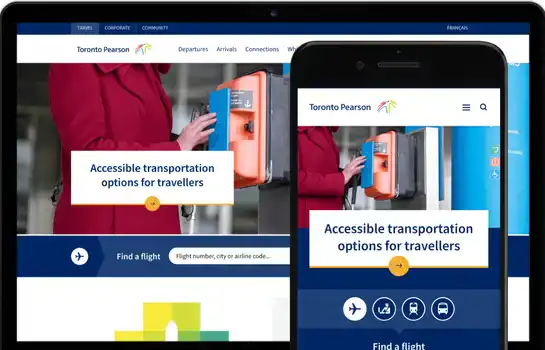 TRAVEL CORPORATE COMMUNITY FRANÇAIS
Toronto Pearson Departures Arrivals Connections
Accessible transportation
options for travellers
Find a flight Flight number, city or airline code...
Toronto Pearson
Accessible transportation
options for travellers
Find a flight